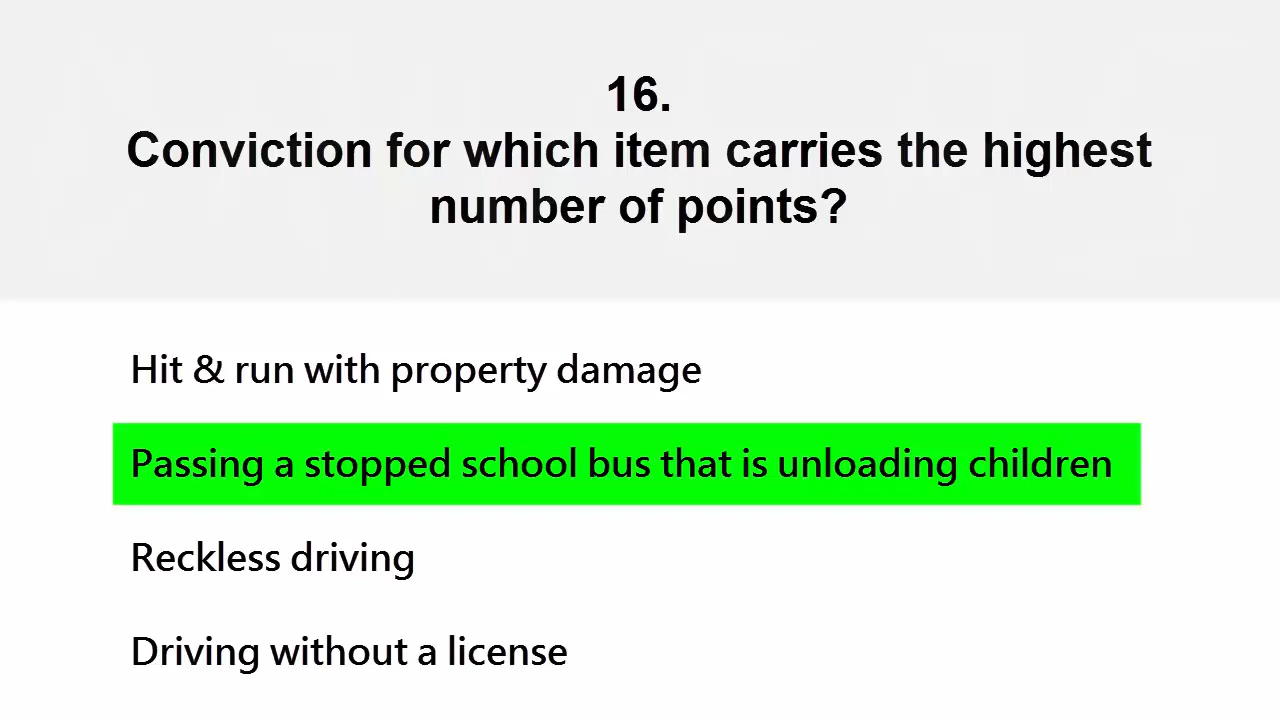 16.
Conviction for which item carries the highest
number of points?
Hit & run with property damage
Passing a stopped school bus that is unloading children
Reckless driving
Driving without a license